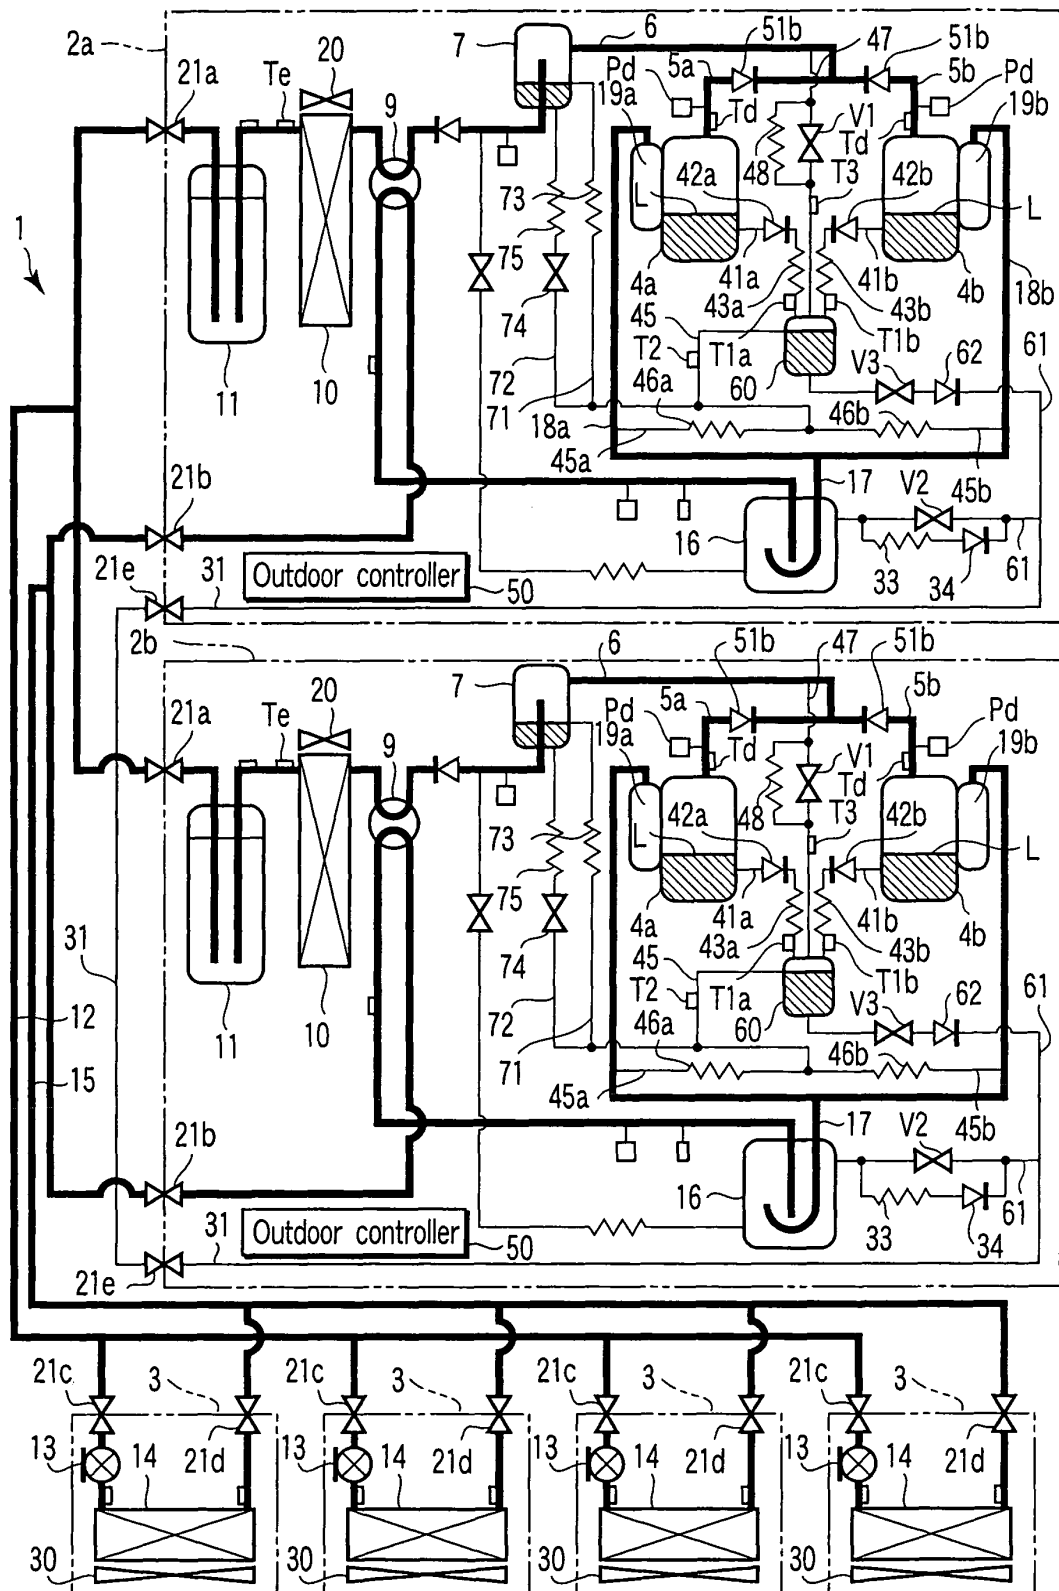 2a
20
7
6
51b
47
51b
21a
Te
9
5a
5b
Pd
19a
Pd
19b
Td
V1
Td
48
T3
73
L
42a
42b
L
1
75
4a
41a
41b
4b
43a
43b
18b
74
45
T2
T1a
T1b
61
11
10
72
46a
60
V3
62
71
18a
46b
45a
21b
17
V2
45b
16
21e
31
Outdoor controller
50
33
34
61
2b
6
51b
20
7
47
21a
Te
9
5a
5b
Pd
19a
Pd
19b
Td
V1
Td
48
T3
73
L
42a
42b
L
75
4a
41a
41b
4b
43a
43b
31
74
45
T2
T1a
T1b
61
12
11
10
72
46a
60
V3
62
71
46b
15
45a
21b
17
V2
45b
16
31
Outdoor controller
50
33
34
61
21e
21c
3
21c
3
21c
3
21c
3
13
14
21d
13
14
21d
13
14
21d
13
14
21d
30
30
30
30